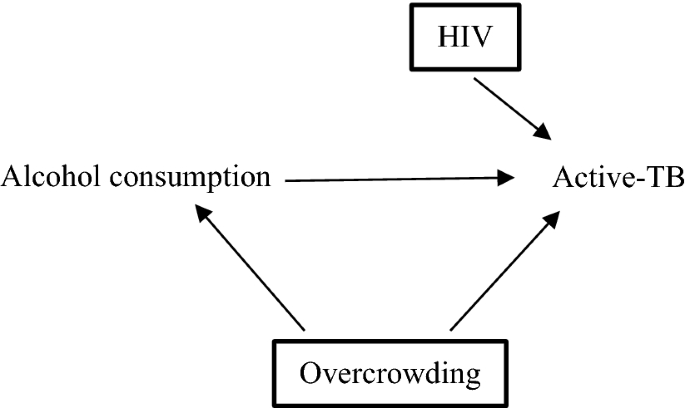 HIV
Alcohol consumption
Active-TB
Overcrowding